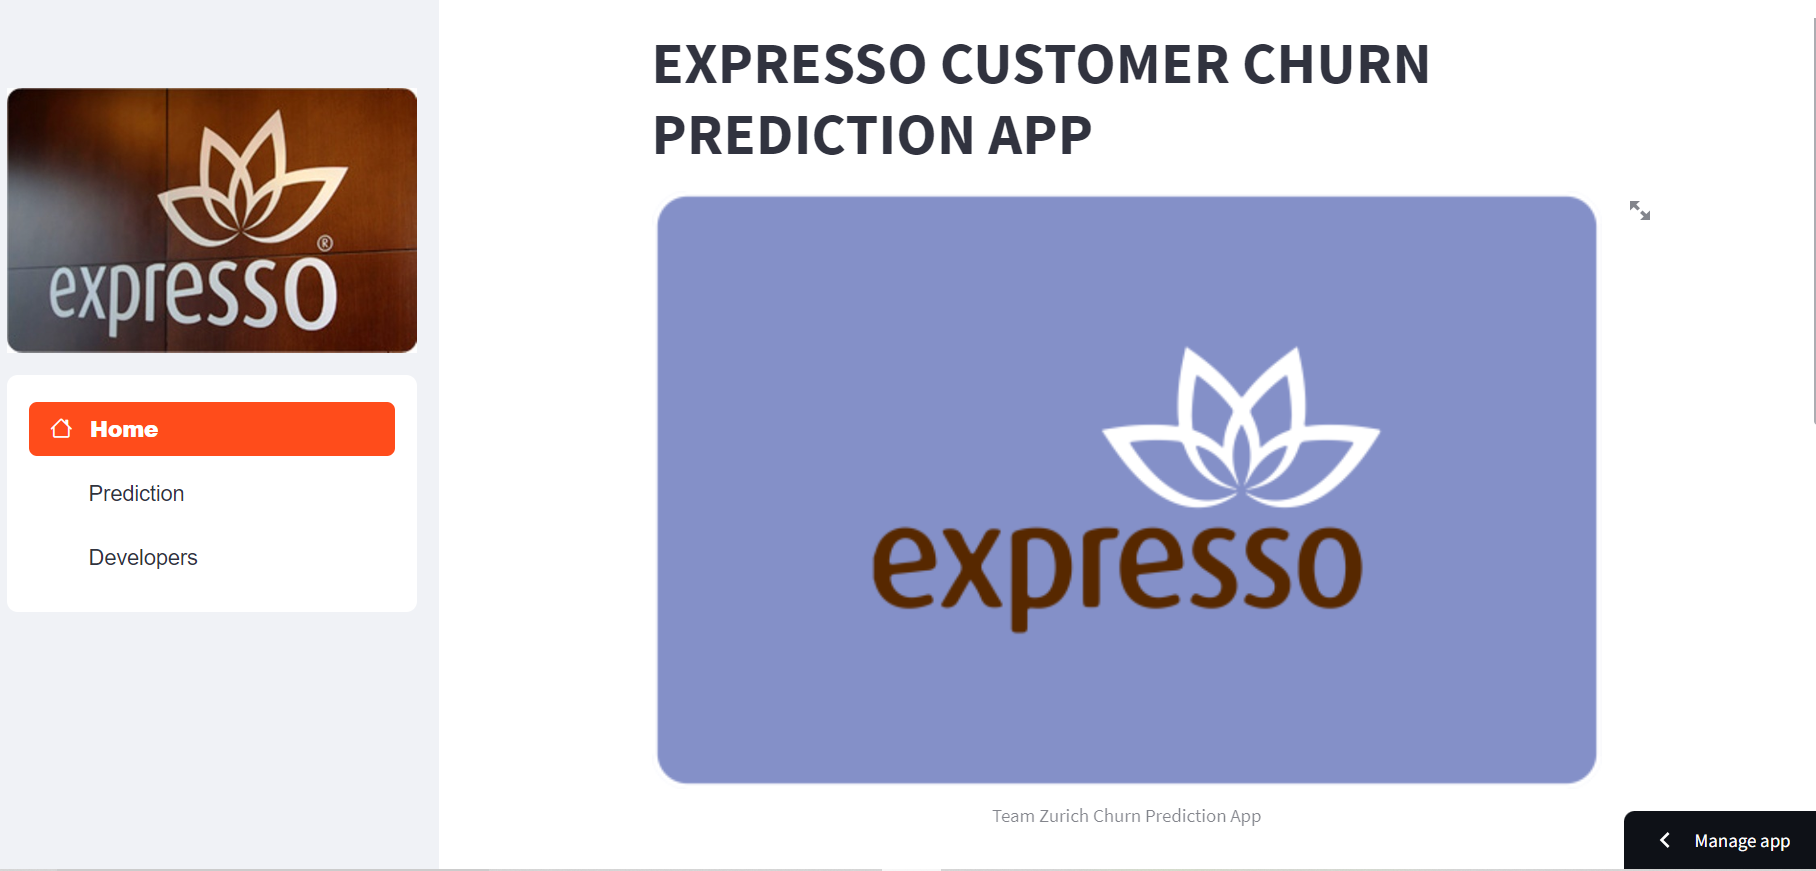 expresso
®
Home
Prediction
Developers
EXPRESSO CUSTOMER CHURN
PREDICTION APP
expresso
Team Zurich Churn Prediction App
Manage app